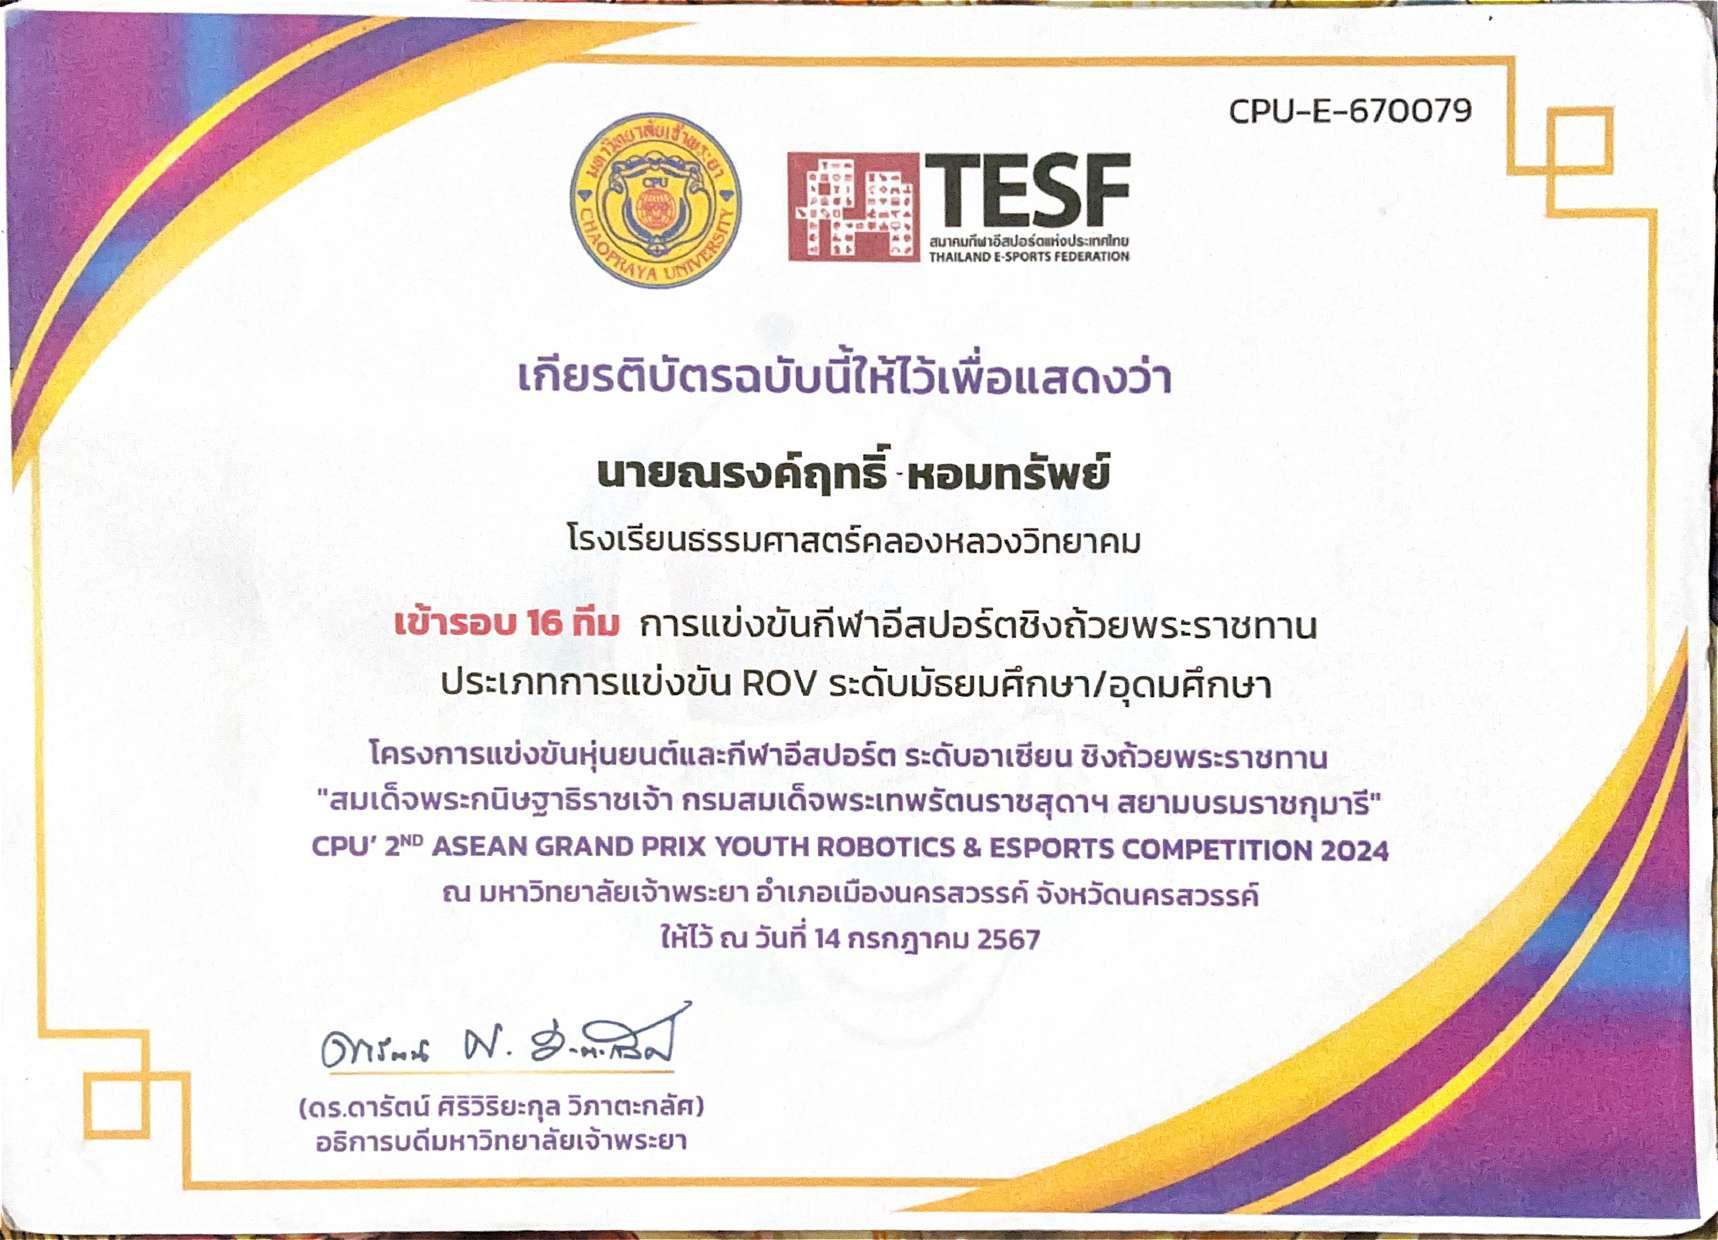 CPU-E-670079
มหาวิทยาลัยเจ้าพระยา
CPU
CHAOPRAYA UNIVERSITY
TESF
สมาคมกีฬาอีสปอร์ตแห่งประเทศไทย
THAILAND E-SPORTS FEDERATION
เกียรติบัตรฉบับนี้ให้ไว้เพื่อแสดงว่า
นายณรงค์ฤทธิ์ หอมทรัพย์
โรงเรียนธรรมศาสตร์คลองหลวงวิทยาคม
เข้ารอบ 16 ทีม การแข่งขันกีฬาอีสปอร์ตชิงถ้วยพระราชทาน
ประเภทการแข่งขัน ROV ระดับมัธยมศึกษา/อุดมศึกษา
โครงการแข่งขันหุ่นยนต์และกีฬาอีสปอร์ต ระดับอาเซียน ชิงถ้วยพระราชทาน
"สมเด็จพระกนิษฐาธิราชเจ้า กรมสมเด็จพระเทพรัตนราชสุดาฯ สยามบรมราชกุมารี"
CPU' 2ND ASEAN GRAND PRIX YOUTH ROBOTICS & ESPORTS COMPETITION 2024
ณ มหาวิทยาลัยเจ้าพระยา อำเภอเมืองนครสวรรค์ จังหวัดนครสวรรค์
ให้ไว้ ณ วันที่ 14 กรกฎาคม 2567
(ดร.ดารัตน์ ศิริวิริยะกุล วิภาตะกลัศ)
อธิการบดีมหาวิทยาลัยเจ้าพระยา